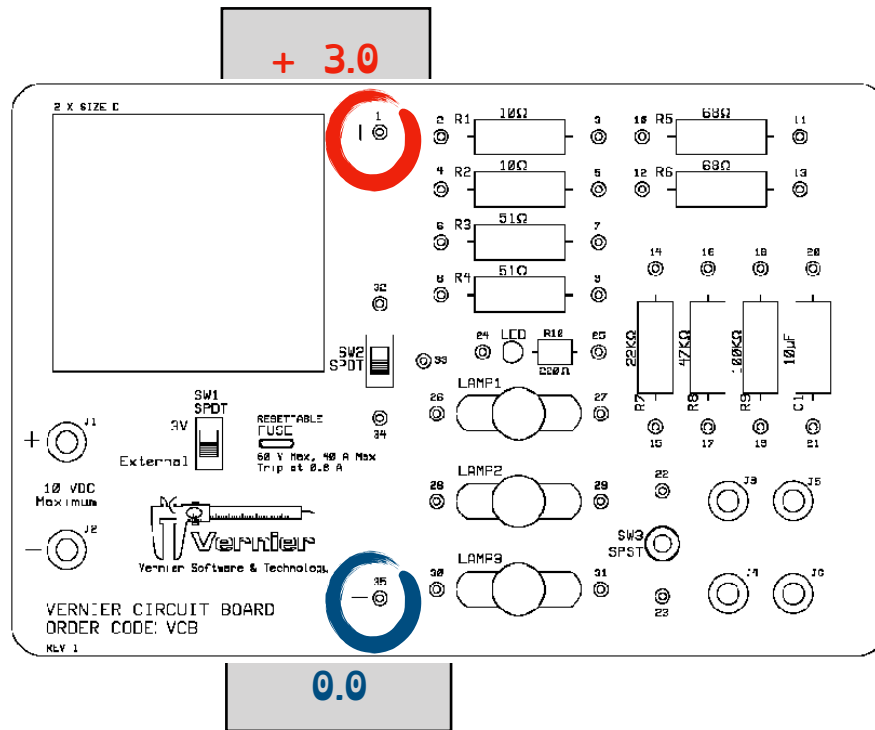 + 3.0
2 X SIZE D
1
2 R1 10Ω 3
10 R5 68Ω 11
4 R2 10Ω 5
12 R6 68Ω 13
6 R3 51Ω 7
8 R4 51Ω 9
14 16 18 20
32
SW2
SPDT
33
34
24 LED R10 25
220Ω
22KΩ 47KΩ 100KΩ 10µF
R7 R8 R9 C1
15 17 19 21
LAMP1
26 27
SW1
SPDT
3V
External
RESETTABLE
FUSE
60 V Max, 40 A Max
+ J1
10 VDC
Maximum
- J2
LAMP2
28 29
22
J3 J5
SW3
SPST
23
J4 J6
Vernier
Vernier Software & Technology
LAMP3
30 31
- 35
VERNIER CIRCUIT BOARD
ORDER CODE: VCB
REV 1
0.0